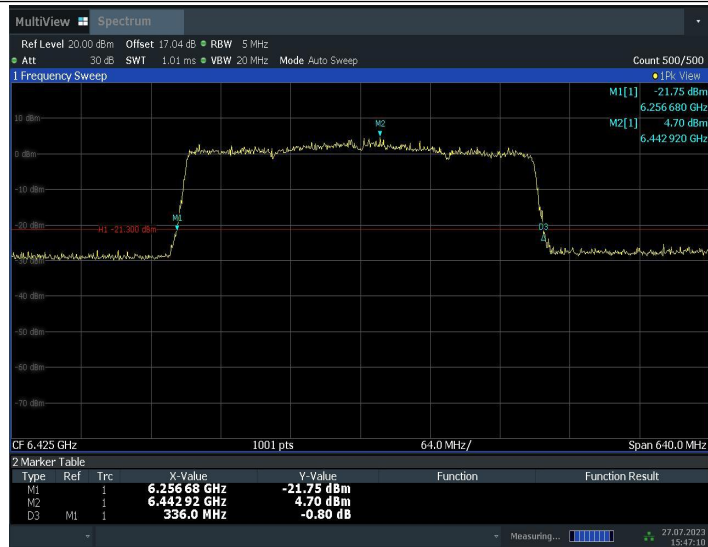 MultiView Spectrum
Ref Level 20.00 dBm Offset 17.04 dB RBW 5 MHz
Att 30 dB SWT 1.01 ms VBW 20 MHz Mode Auto Sweep Count 500/500
1 Frequency Sweep 1Pk View
M1[1] -21.75 dBm
6.256 680 GHz
M2[1] 4.70 dBm
6.442 920 GHz
10 dBm
M2
0 dBm
-10 dBm
M1
-20 dBm
H1 -21.300 dBm
D3
-30 dBm
-40 dBm
-50 dBm
-60 dBm
-70 dBm
CF 6.425 GHz 1001 pts 64.0 MHz/ Span 640.0 MHz
2 Marker Table
Type Ref Trc X-Value Y-Value Function Function Result
M1 1 6.256 68 GHz -21.75 dBm
M2 1 6.442 92 GHz 4.70 dBm
D3 M1 1 336.0 MHz -0.80 dB
Measuring... 27.07.2023
15:47:10